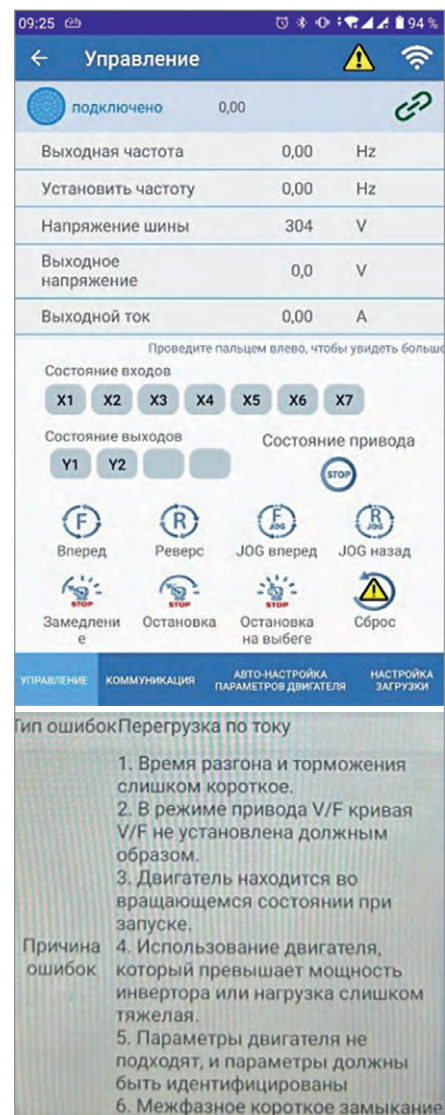 09:25 94 %
Управление
подключено 0,00
Выходная частота 0,00 Hz
Установить частоту 0,00 Hz
Напряжение шины 304 V
Выходное
напряжение 0,0 V
Выходной ток 0,00 A
Проведите пальцем влево, чтобы увидеть больше
Состояние входов
X1 X2 X3 X4 X5 X6 X7
Состояние выходов Состояние привода
Y1 Y2 STOP
F R F JOG R JOG
Вперед Реверс JOG вперед JOG назад
STOP STOP STOP
Замедлени
е
Остановка
Остановка
на выбеге
Сброс
УПРАВЛЕНИЕ
КОММУНИКАЦИЯ
АВТО-НАСТРОЙКА
ПАРАМЕТРОВ ДВИГАТЕЛЯ
НАСТРОЙКА
ЗАГРУЗКИ
Тип ошибок Перегрузка по току
1. Время разгона и торможения
слишком короткое.
2. В режиме привода V/F кривая
V/F не установлена должным
образом.
3. Двигатель находится во
вращающемся состоянии при
запуске.
Причина
ошибок
4. Использование двигателя,
который превышает мощность
инвертора или нагрузка слишком
тяжелая.
5. Параметры двигателя не
подходят, и параметры должны
быть идентифицированы
6. Межфазное короткое замыкание